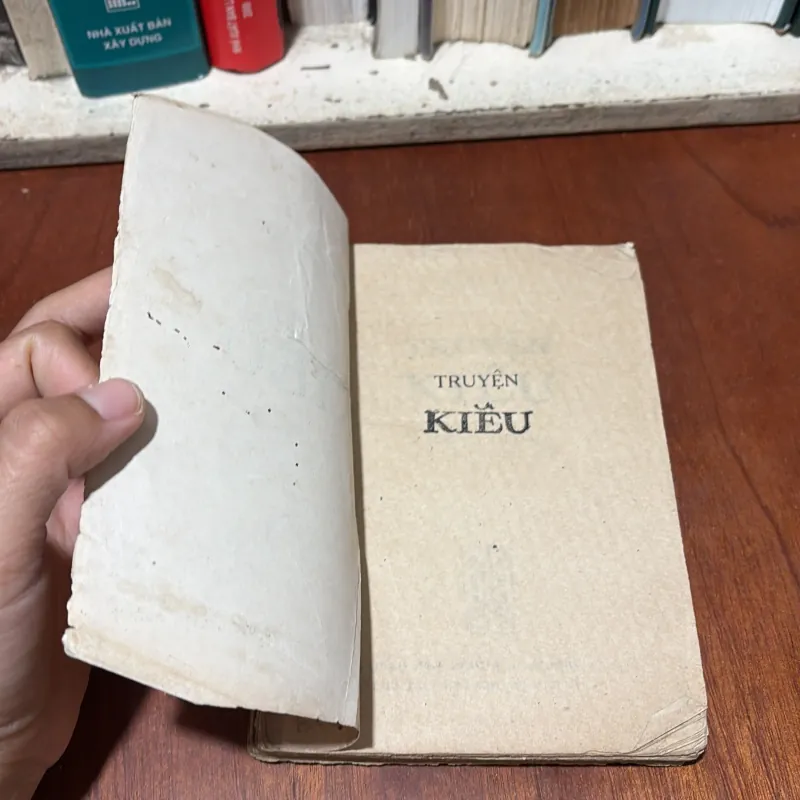 NHÀ XUẤT BẢN
XÂY DỰNG
TRUYỆN
KIỀU